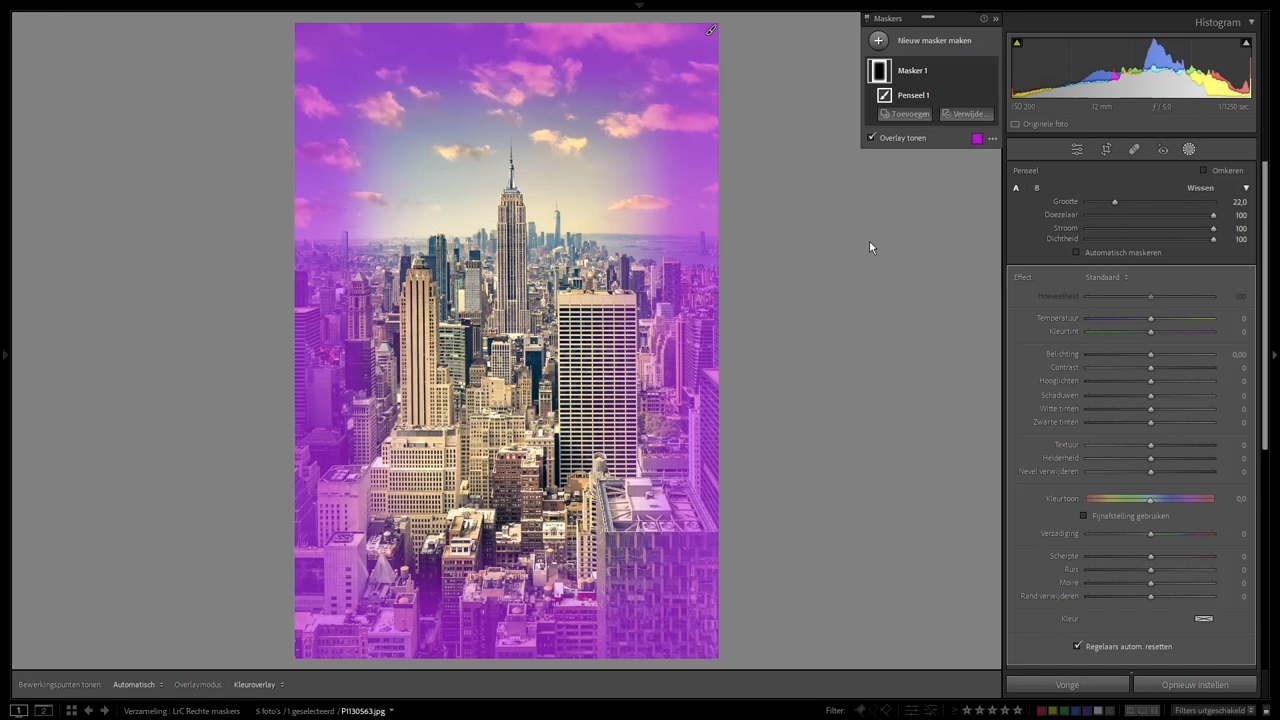 Maskers
Nieuw masker maken
Masker 1
Penseel 1
Toevoegen Verwijde...
Overlay tonen
Histogram
ISO 200 12 mm ƒ / 5,0 1/1250 sec.
Originele foto
Penseel Omkeren
A B Wissen
Grootte 22,0
Doezelaar 100
Stroom 100
Dichtheid 100
Automatisch maskeren
Effect: Standaard
Hoeveelheid 100
Temperatuur 0
Kleurtint 0
Belichting 0,00
Contrast 0
Hooglichten 0
Schaduwen 0
Witte tinten 0
Zwarte tinten 0
Textuur 0
Helderheid 0
Nevel verwijderen 0
Kleurtoon 0,0
Fijnafstelling gebruiken
Verzadiging 0
Scherpte 0
Ruis 0
Moiré 0
Rand verwijderen 0
Kleur
Regelaars autom. resetten
Vorige Opnieuw instellen
Bewerkingspunten tonen: Automatisch Overlaymodus: Kleuroverlay
1 2 Verzameling : LrC Rechte maskers 5 foto's /1 geselecteerd / P1130563.jpg Filter: Filters uitgeschakeld